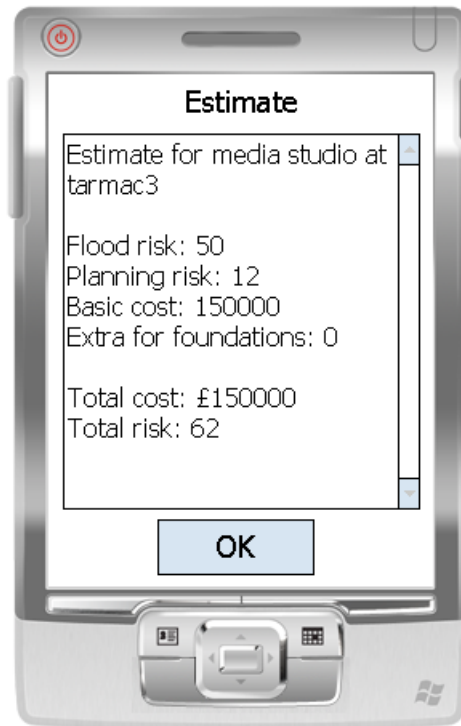 Estimate
Estimate for media studio at
tarmac3
Flood risk: 50
Planning risk: 12
Basic cost: 150000
Extra for foundations: 0
Total cost: £150000
Total risk: 62
OK